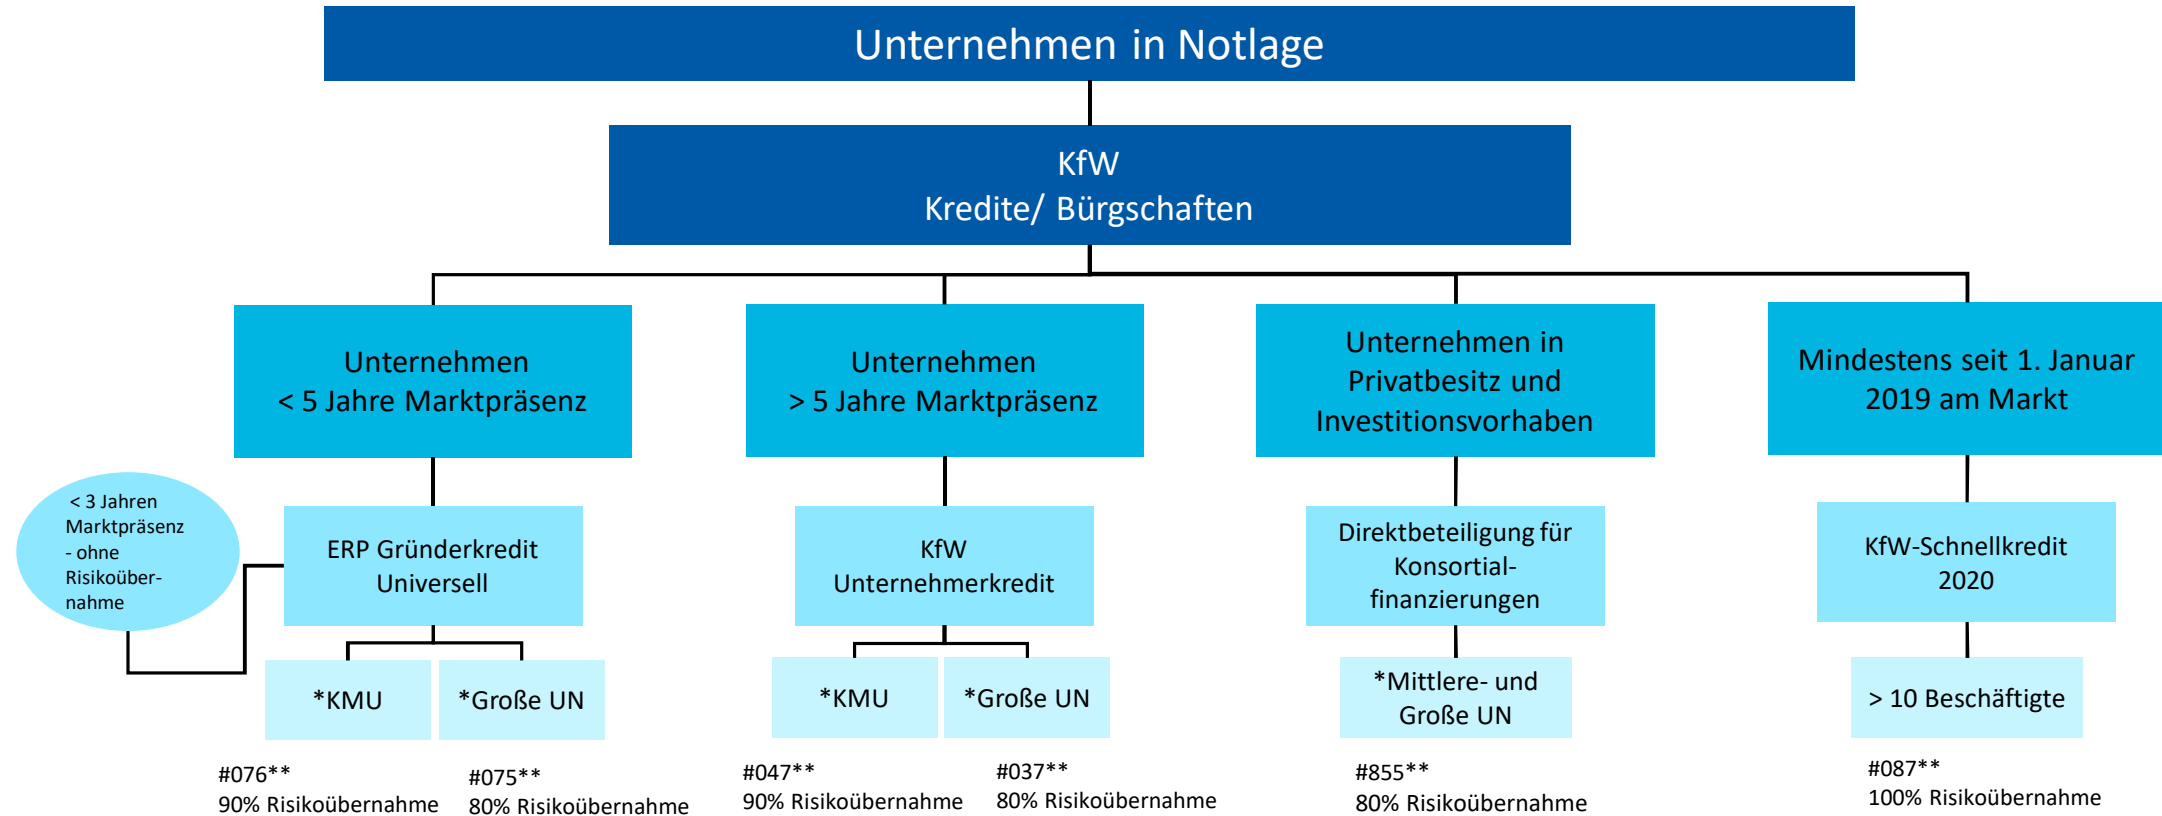 Unternehmen in Notlage
KfW
Kredite/ Bürgschaften
Unternehmen
< 5 Jahre Marktpräsenz
Unternehmen
> 5 Jahre Marktpräsenz
Unternehmen in
Privatbesitz und
Investitionsvorhaben
Mindestens seit 1. Januar
2019 am Markt
< 3 Jahren
Marktpräsenz
- ohne
Risikoüber-
nahme
ERP Gründerkredit
Universell
KfW
Unternehmerkredit
Direktbeteiligung für
Konsortial-
finanzierungen
KfW-Schnellkredit
2020
*KMU
*Große UN
*KMU
*Große UN
*Mittlere- und
Große UN
> 10 Beschäftigte
#076**
90% Risikoübernahme
#075**
80% Risikoübernahme
#047**
90% Risikoübernahme
#037**
80% Risikoübernahme
#855**
80% Risikoübernahme
#087**
100% Risikoübernahme